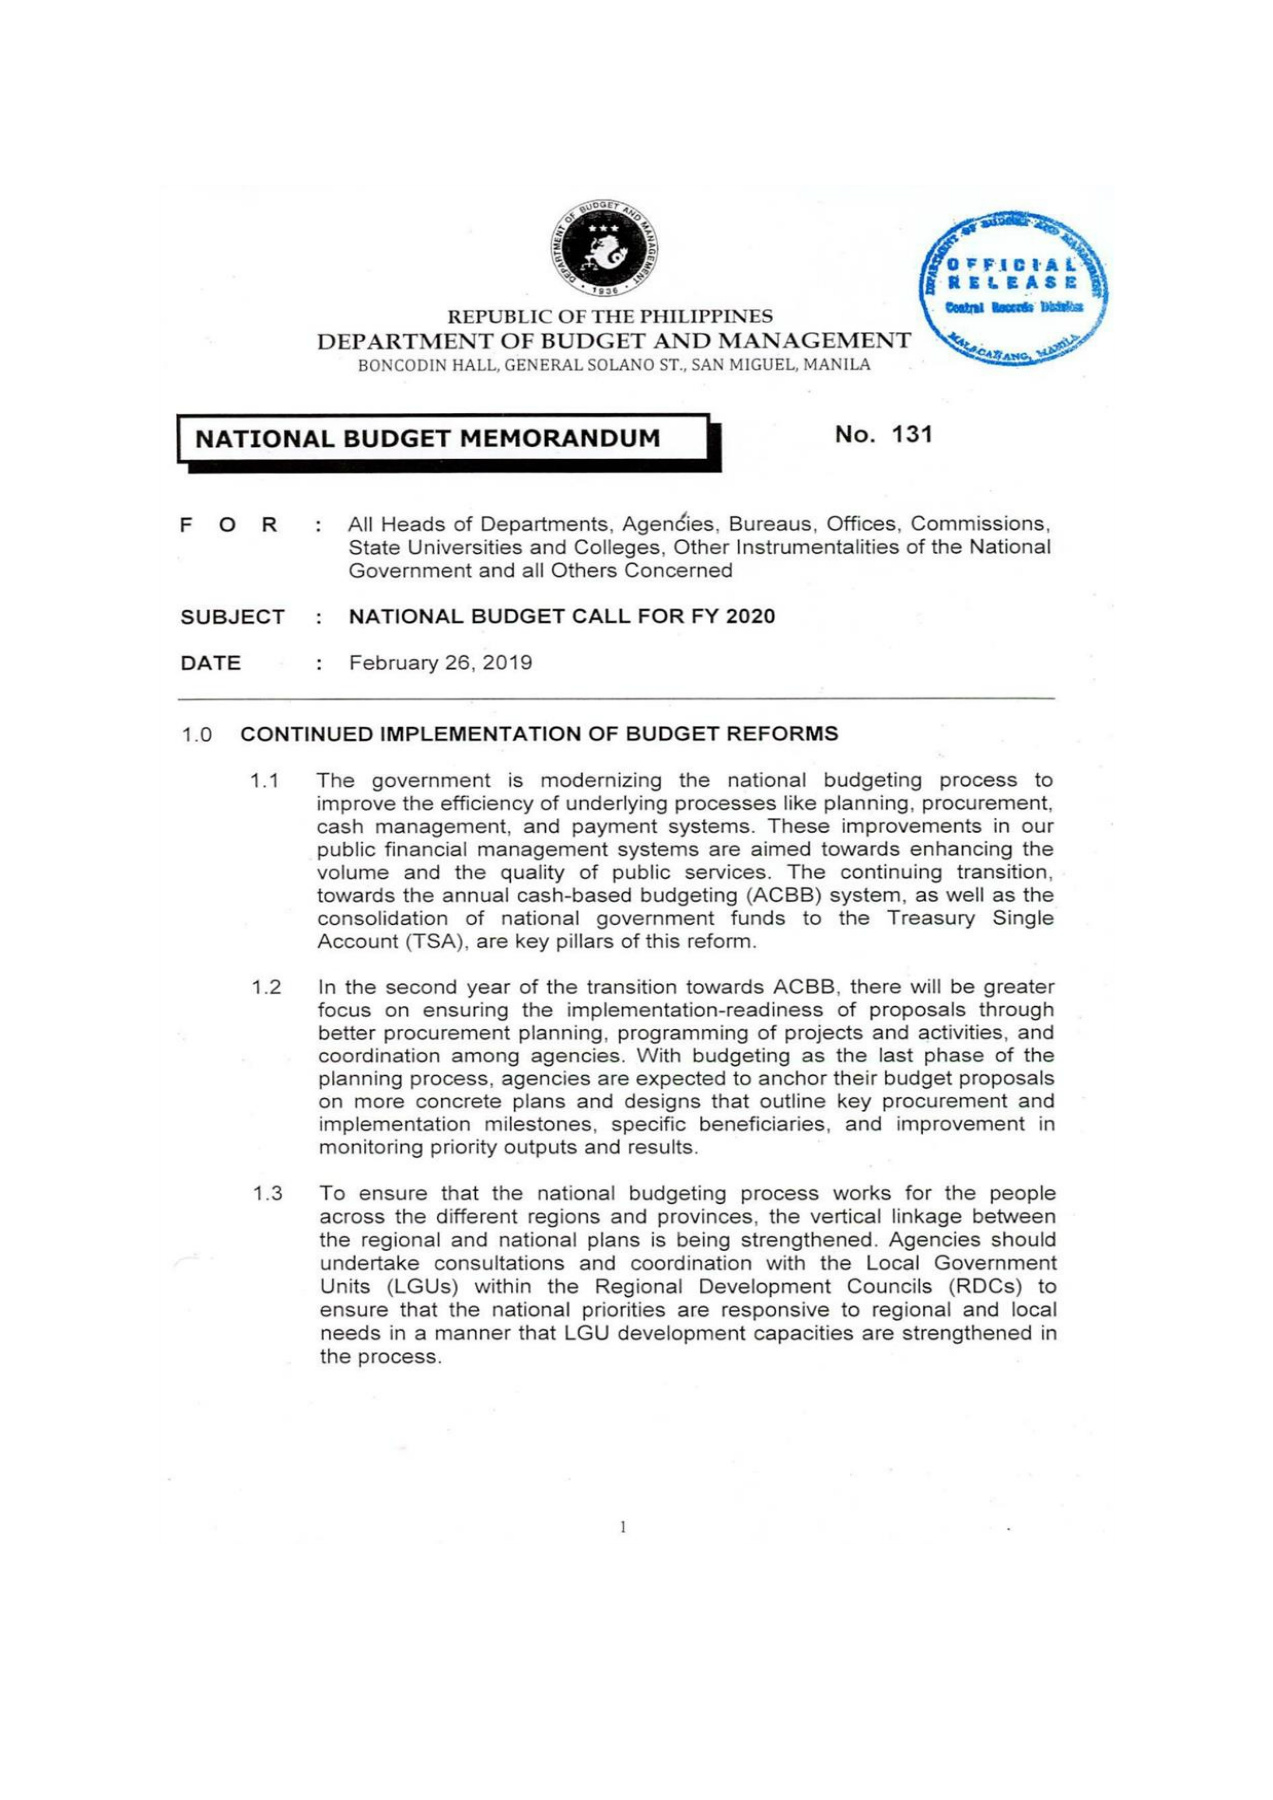 DEPARTMENT OF BUDGET AND MANAGEMENT
1936
DEPARTMENT OF BUDGET AND MANAGEMENT
OFFICIAL
RELEASE
Central Records Division
MALACAÑANG, MANILA
REPUBLIC OF THE PHILIPPINES
DEPARTMENT OF BUDGET AND MANAGEMENT
BONCODIN HALL, GENERAL SOLANO ST., SAN MIGUEL, MANILA
NATIONAL BUDGET MEMORANDUM No. 131
F O R : All Heads of Departments, Agencies, Bureaus, Offices, Commissions,
State Universities and Colleges, Other Instrumentalities of the National
Government and all Others Concerned
SUBJECT : NATIONAL BUDGET CALL FOR FY 2020
DATE : February 26, 2019
1.0 CONTINUED IMPLEMENTATION OF BUDGET REFORMS
1.1 The government is modernizing the national budgeting process to
improve the efficiency of underlying processes like planning, procurement,
cash management, and payment systems. These improvements in our
public financial management systems are aimed towards enhancing the
volume and the quality of public services. The continuing transition,
towards the annual cash-based budgeting (ACBB) system, as well as the
consolidation of national government funds to the Treasury Single
Account (TSA), are key pillars of this reform.
1.2 In the second year of the transition towards ACBB, there will be greater
focus on ensuring the implementation-readiness of proposals through
better procurement planning, programming of projects and activities, and
coordination among agencies. With budgeting as the last phase of the
planning process, agencies are expected to anchor their budget proposals
on more concrete plans and designs that outline key procurement and
implementation milestones, specific beneficiaries, and improvement in
monitoring priority outputs and results.
1.3 To ensure that the national budgeting process works for the people
across the different regions and provinces, the vertical linkage between
the regional and national plans is being strengthened. Agencies should
undertake consultations and coordination with the Local Government
Units (LGUs) within the Regional Development Councils (RDCs) to
ensure that the national priorities are responsive to regional and local
needs in a manner that LGU development capacities are strengthened in
the process.
1